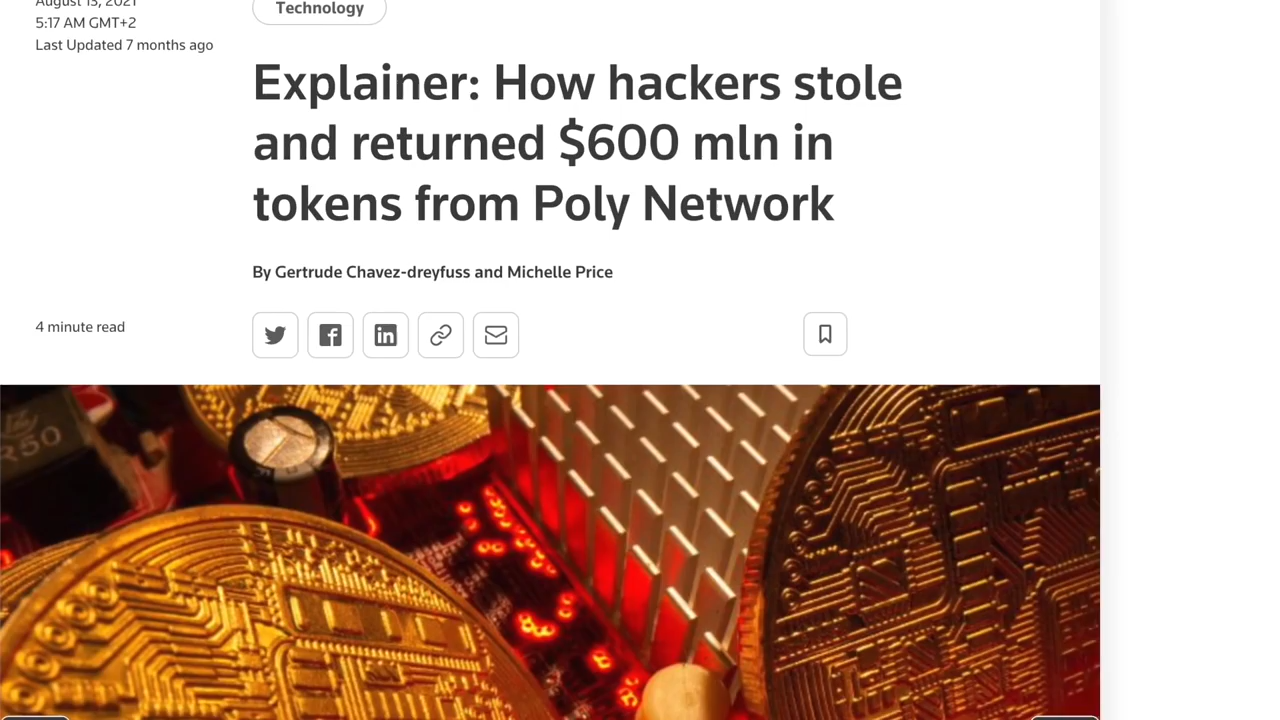 August 13, 2021
5:17 AM GMT+2
Last Updated 7 months ago
Technology
Explainer: How hackers stole
and returned $600 mln in
tokens from Poly Network
By Gertrude Chavez-dreyfuss and Michelle Price
4 minute read
R50